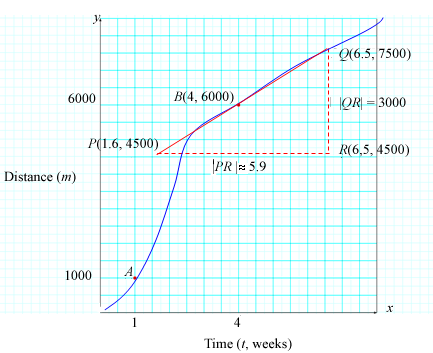 y
Q(6.5, 7500)
6000
B(4, 6000)
|QR| = 3000
P(1.6, 4500)
R(6,5, 4500)
|PR| ≈ 5.9
Distance (m)
1000
A
x
1
4
Time (t, weeks)